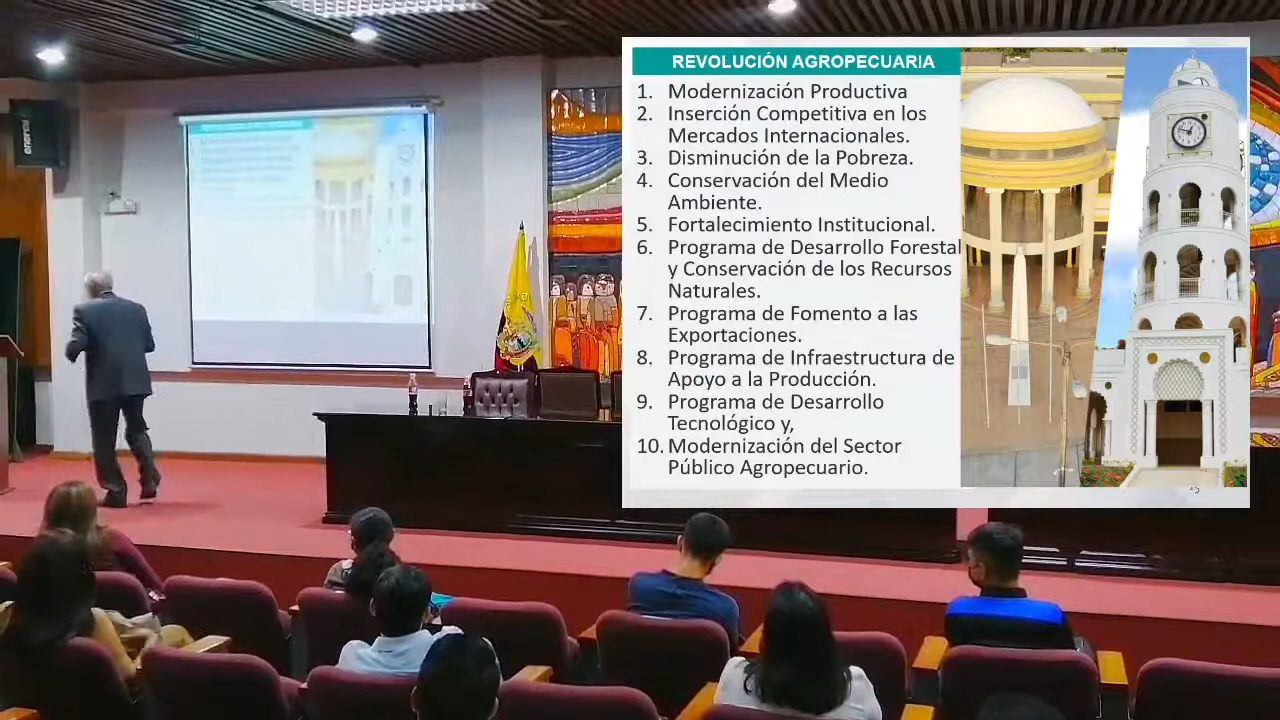 REVOLUCIÓN AGROPECUARIA
1. Modernización Productiva
2. Inserción Competitiva en los
Mercados Internacionales.
3. Disminución de la Pobreza.
4. Conservación del Medio
Ambiente.
5. Fortalecimiento Institucional.
6. Programa de Desarrollo Forestal
y Conservación de los Recursos
Naturales.
7. Programa de Fomento a las
Exportaciones.
8. Programa de Infraestructura de
Apoyo a la Producción.
9. Programa de Desarrollo
Tecnológico y,
10. Modernización del Sector
Público Agropecuario.